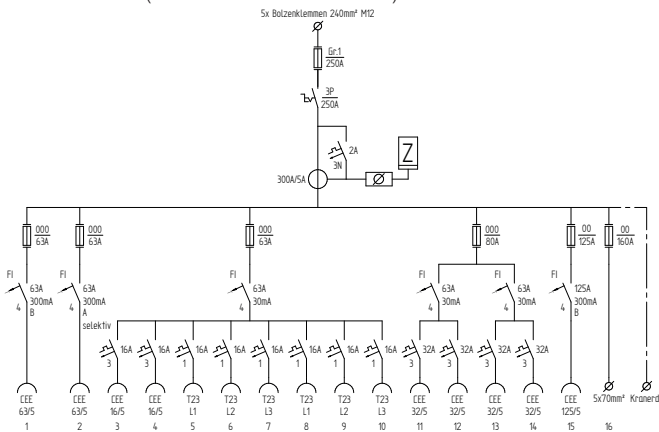 5x Bolzenklemmen 240mm² M12
Gr.1
250A
3P
250A
2A
3N
Z
300A/5A
000
63A
000
63A
000
63A
000
80A
00
125A
00
160A
FI
63A
300mA
4
B
63A
300mA
4
A
selektiv
FI
63A
30mA
4
FI
63A
30mA
4
FI
63A
30mA
4
FI
125A
300mA
4
B
16A
3
16A
3
16A
1
16A
1
16A
1
16A
1
16A
1
16A
1
32A
3
32A
3
32A
3
32A
3
CEE CEE CEE CEE T23 T23 T23 T23 T23 T23 CEE CEE CEE CEE CEE 5x70mm² Kranerd
63/5 63/5 16/5 16/5 L1 L2 L3 L1 L2 L3 32/5 32/5 32/5 32/5 125/5
1 2 3 4 5 6 7 8 9 10 11 12 13 14 15 16